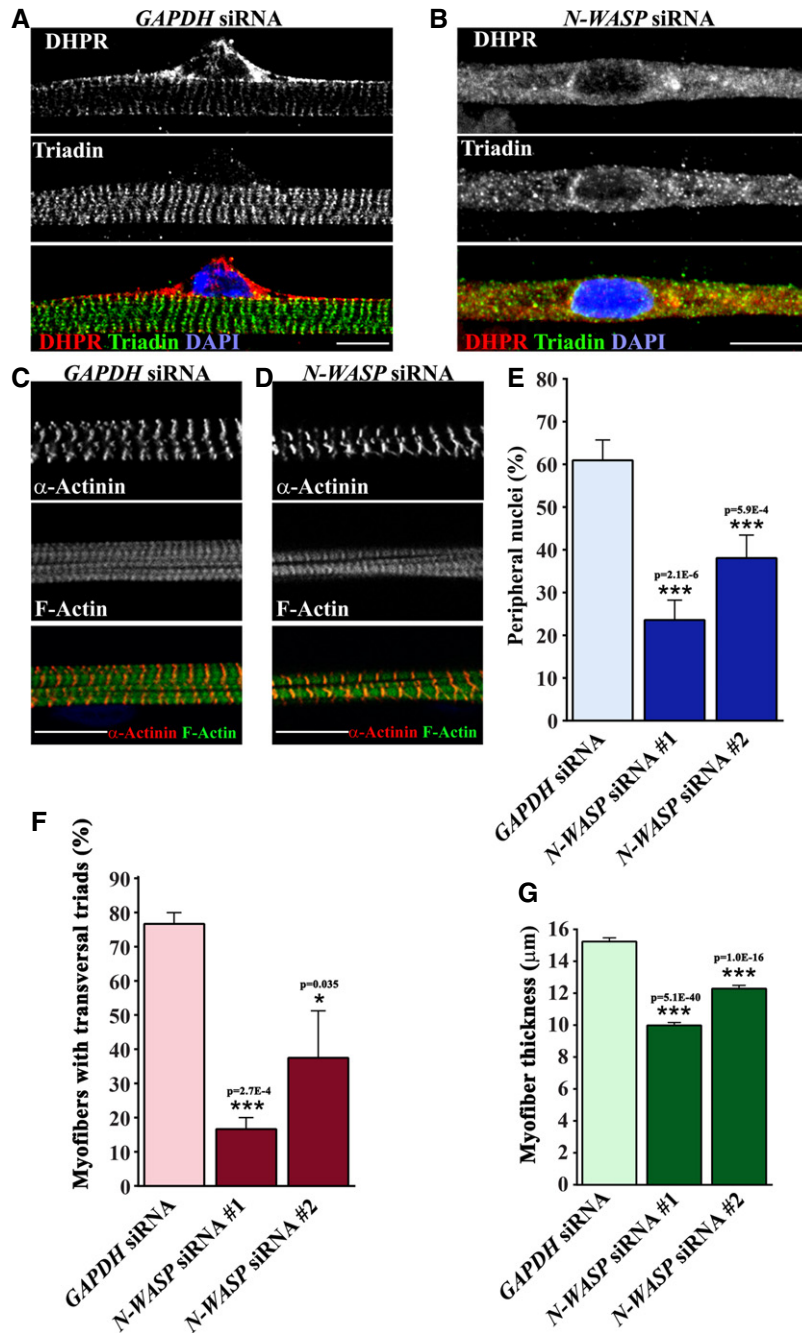 A GAPDH siRNA
DHPR
Triadin
DHPR Triadin DAPI
B N-WASP siRNA
DHPR
Triadin
DHPR Triadin DAPI
C GAPDH siRNA
α-Actinin
F-Actin
α-Actinin F-Actin
D N-WASP siRNA
α-Actinin
F-Actin
α-Actinin F-Actin
E
Peripheral nuclei (%)
80
70
60
50
40
30
20
10
0
p=2.1E-6
***
p=5.9E-4
***
GAPDH siRNA
N-WASP siRNA #1
N-WASP siRNA #2
F
Myofibers with transversal triads (%)
90
80
70
60
50
40
30
20
10
0
p=2.7E-4
***
p=0.035
*
GAPDH siRNA
N-WASP siRNA #1
N-WASP siRNA #2
G
Myofiber thickness (µm)
16
14
12
10
8
6
4
2
0
p=5.1E-40
***
p=1.0E-16
***
GAPDH siRNA
N-WASP siRNA #1
N-WASP siRNA #2